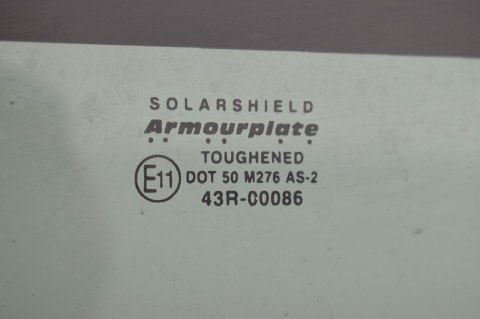 SOLARSHIELD
Armourplate
TOUGHENED
E11 DOT 50 M276 AS-2
43R-00086